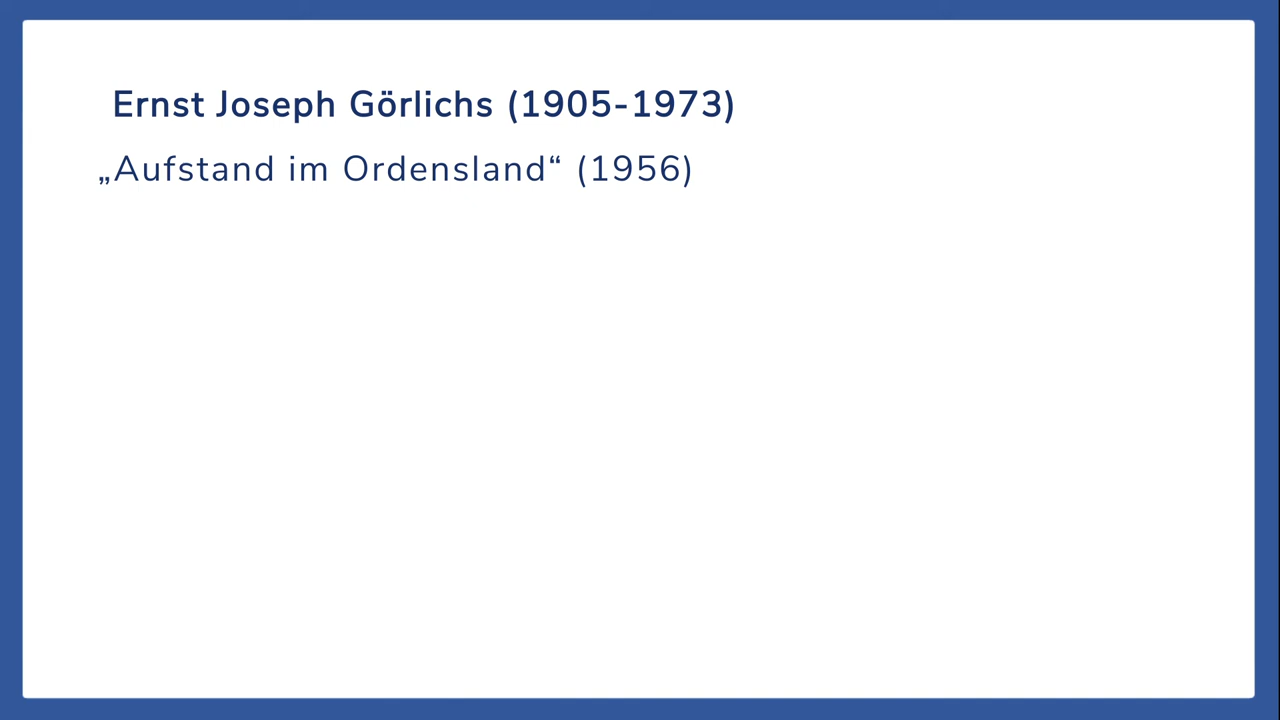 Ernst Joseph Görlichs (1905-1973)
„Aufstand im Ordensland“ (1956)